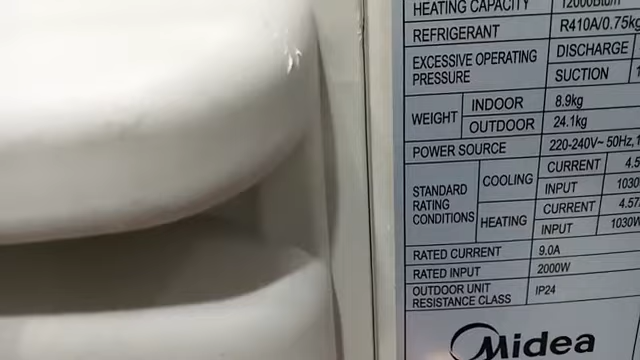 HEATING CAPACITY 12000Btu/h
REFRIGERANT R410A/0.75kg
EXCESSIVE OPERATING PRESSURE DISCHARGE
SUCTION
WEIGHT INDOOR 8.9kg
OUTDOOR 24.1kg
POWER SOURCE 220-240V~ 50Hz,
STANDARD RATING CONDITIONS COOLING CURRENT 4.5
INPUT 1030
HEATING CURRENT 4.57
INPUT 1030W
RATED CURRENT 9.0A
RATED INPUT 2000W
OUTDOOR UNIT RESISTANCE CLASS IP24
Midea